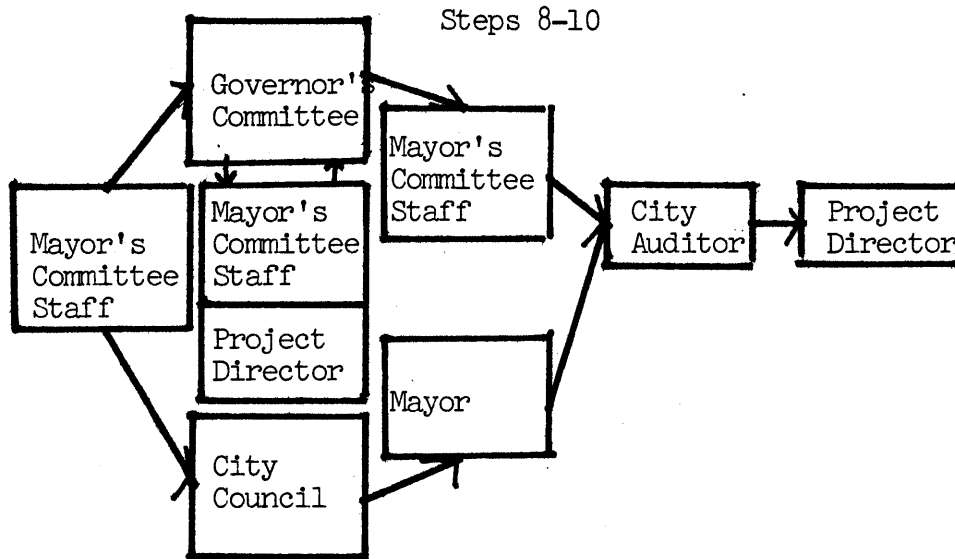 Steps 8-10
Governor's
Committee
Mayor's
Committee
Staff
Mayor's
Committee
Staff
Project
Director
City
Council
Mayor's
Committee
Staff
Mayor
City
Auditor
Project
Director